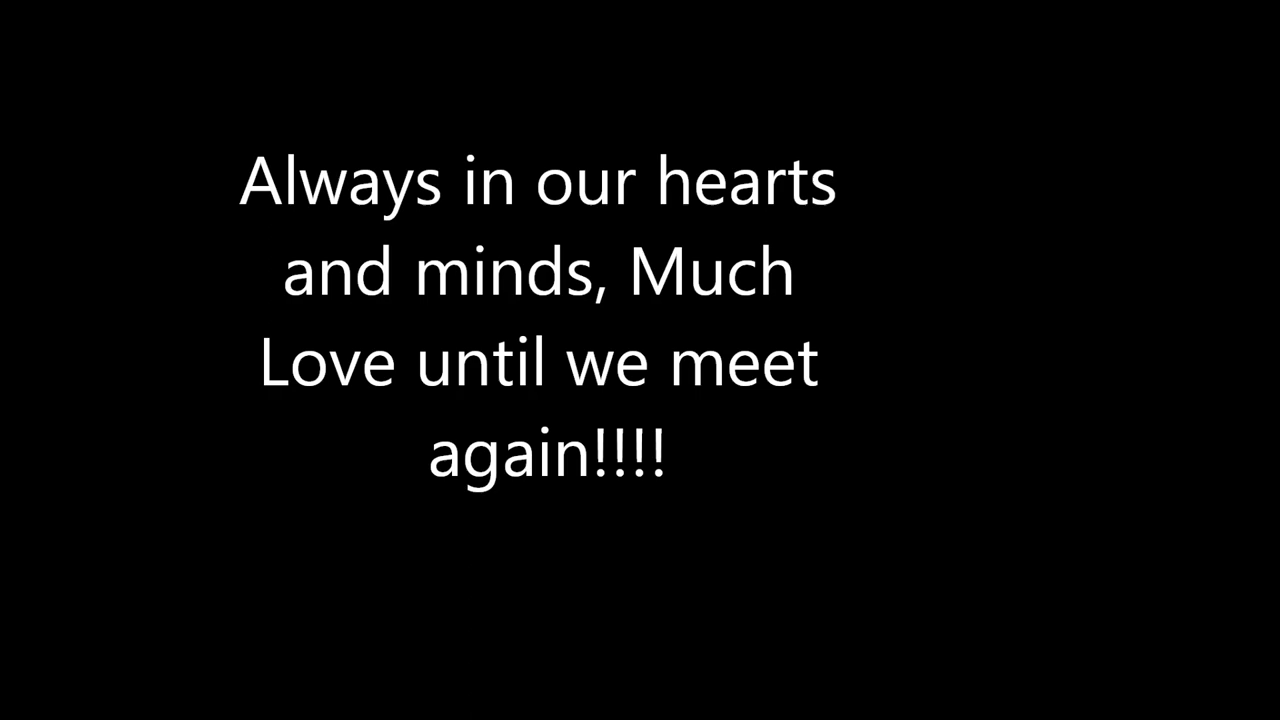 Always in our hearts
and minds, Much
Love until we meet
again!!!!